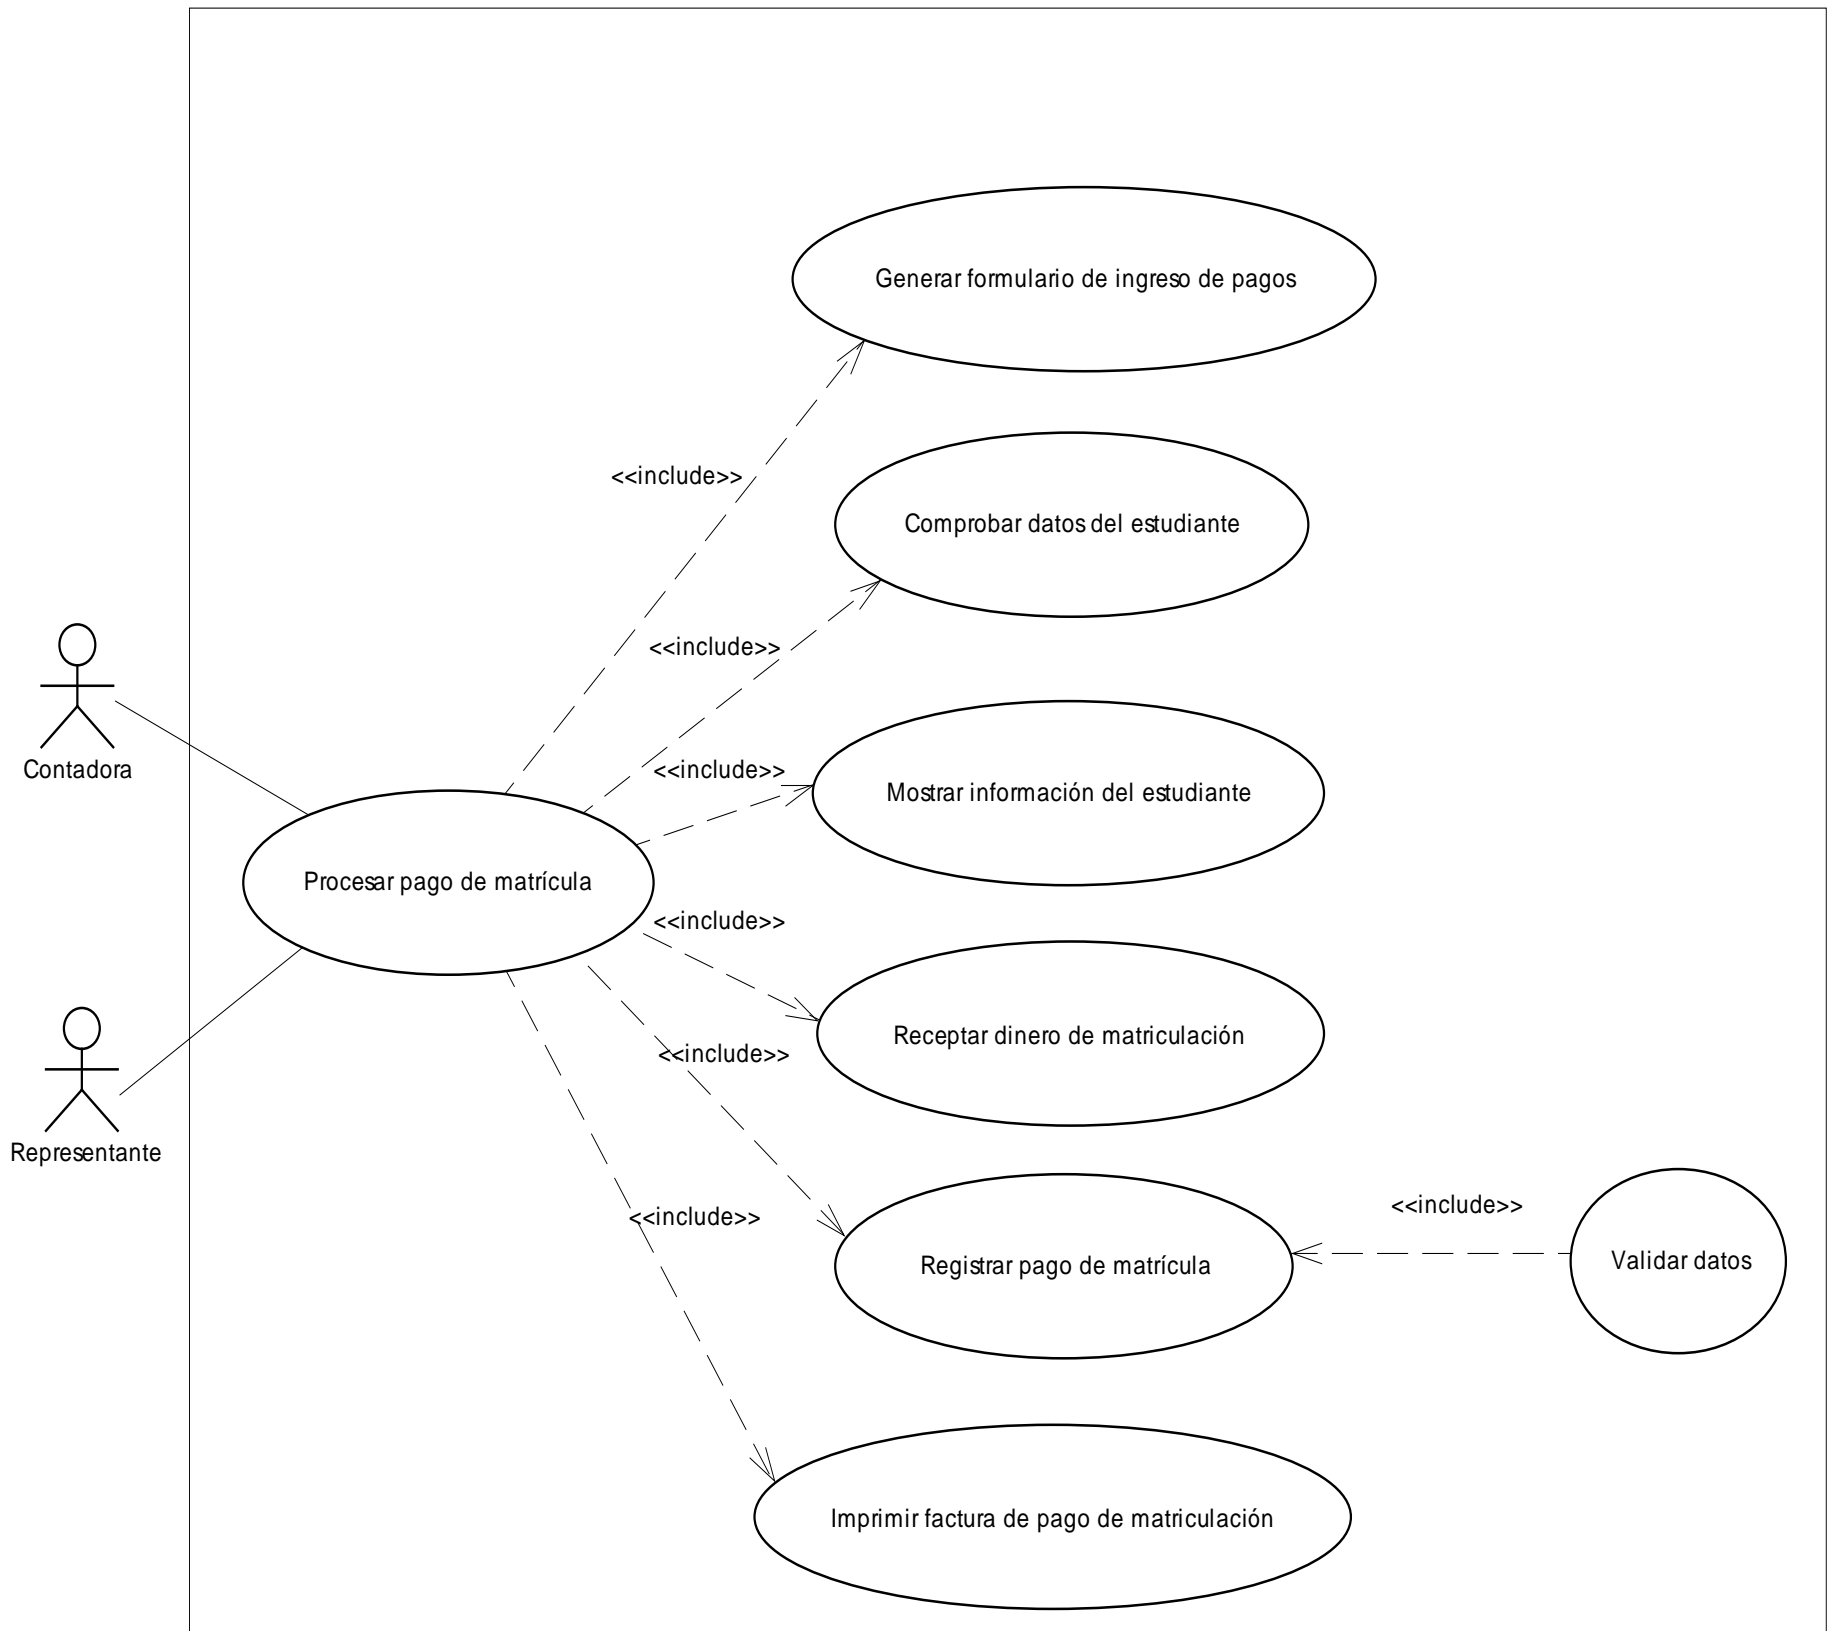 Generar formulario de ingreso de pagos
<<include>>
Comprobar datos del estudiante
<<include>>
Contadora
<<include>>
Mostrar información del estudiante
Procesar pago de matrícula
<<include>>
Receptar dinero de matriculación
<<include>>
Representante
<<include>>
<<include>>
Registrar pago de matrícula
Validar datos
Imprimir factura de pago de matriculación